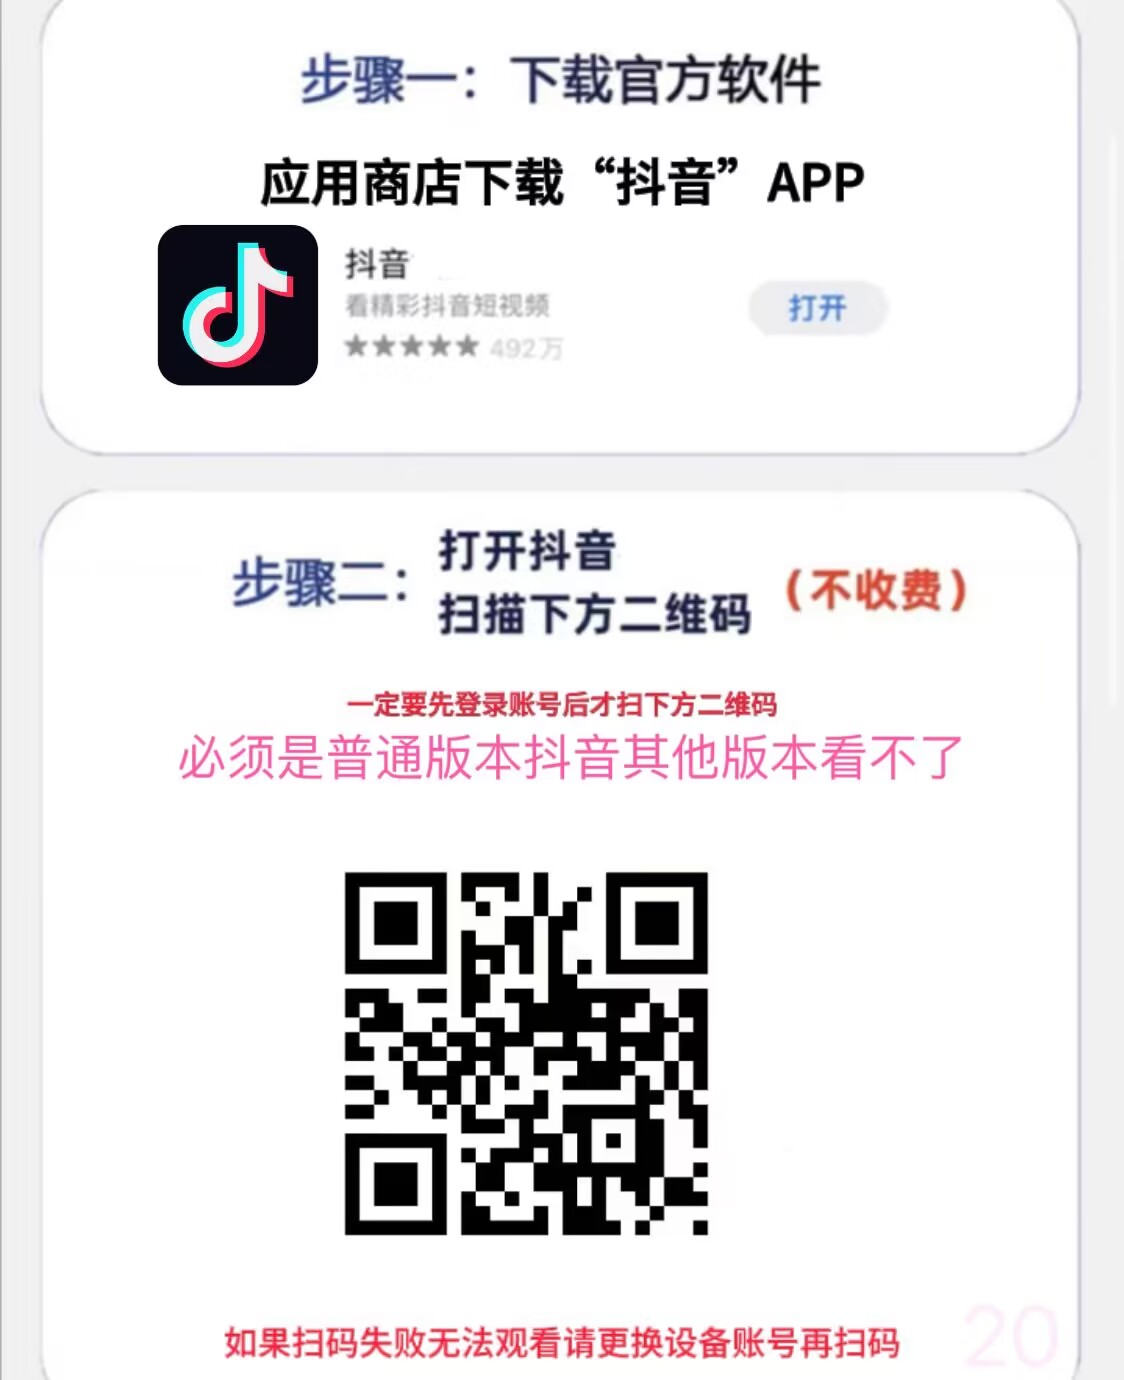 步骤一：下载官方软件
应用商店下载“抖音”APP
抖音
看精彩抖音短视频
★★★★★ 492万
打开
步骤二：
打开抖音
扫描下方二维码
（不收费）
一定要先登录账号后才扫下方二维码
必须是普通版本抖音其他版本看不了
如果扫码失败无法观看请更换设备账号再扫码
20